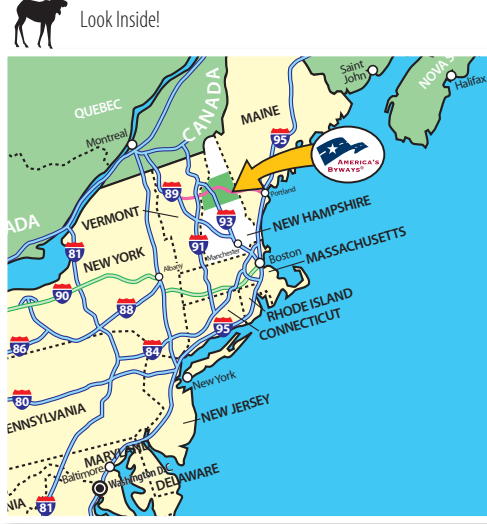 Look Inside!
QUEBEC
CANADA
MAINE
Saint
John
NOVA S
Halifax
Montreal
95
AMERICA'S
BYWAYS®
89
Portland
VERMONT
93
NEW HAMPSHIRE
ADA
81
91
Manchester
MASSACHUSETTS
NEW YORK
Albany
Boston
90
88
RHODE ISLAND
CONNECTICUT
95
86
84
80
New York
ENNSYLVANIA
NEW JERSEY
MARYLAND
Baltimore
Washington D.C.
DELAWARE
NIA
81